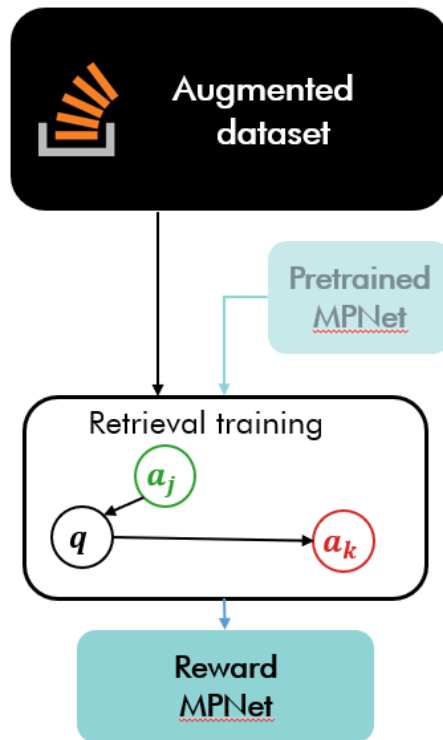 Augmented
dataset
Pretrained
MPNet
Retrieval training
a_j
q
a_k
Reward
MPNet